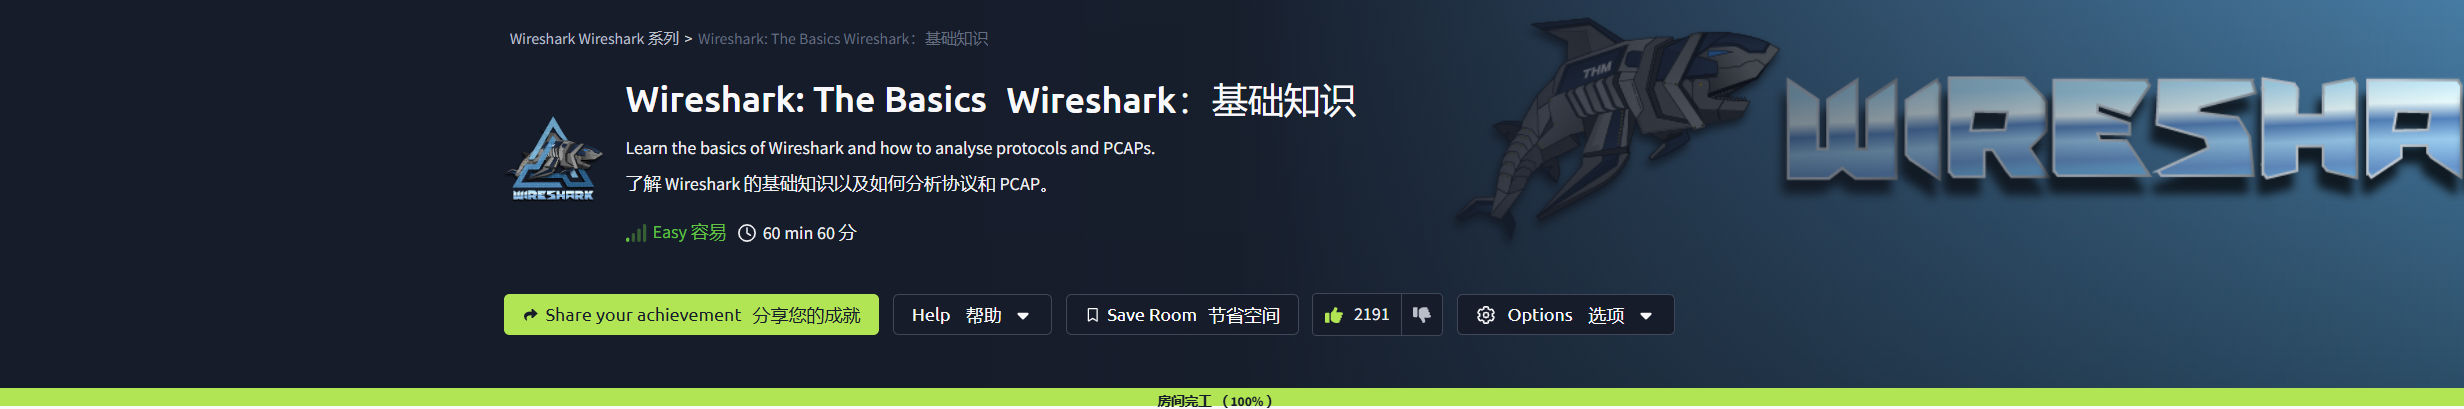 Wireshark Wireshark 系列 > Wireshark: The Basics Wireshark：基础知识
THM
WIRESHA
Wireshark: The Basics Wireshark：基础知识
WIRESHARK
Learn the basics of Wireshark and how to analyse protocols and PCAPs.
了解 Wireshark 的基础知识以及如何分析协议和 PCAP。
Easy 容易 60 min 60 分
Share your achievement 分享您的成就 Help 帮助 Save Room 节省空间 2191 Options 选项
房间完工 （ 100% ）